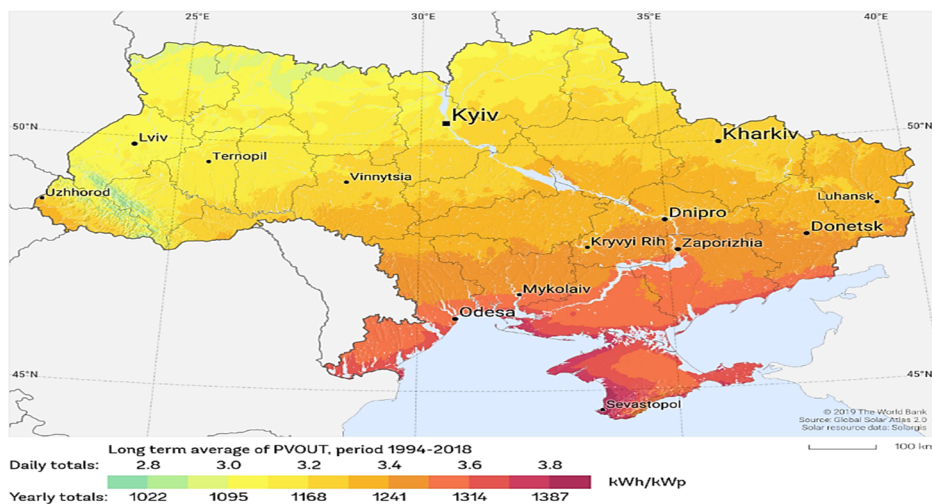 25°E 30°E 35°E 40°E
Kyiv
50°N 50°N
Lviv
Kharkiv
Ternopil
Vinnytsia
Uzhhorod
Luhansk
Dnipro
Donetsk
Kryvyi Rih Zaporizhia
Mykolaiv
Odesa
45°N 45°N
Sevastopol
© 2019 The World Bank
Source: Global Solar Atlas 2.0
Solar resource data: Solargis
100 km
Long term average of PVOUT, period 1994-2018
Daily totals: 2.8 3.0 3.2 3.4 3.6 3.8
kWh/kWp
Yearly totals: 1022 1095 1168 1241 1314 1387